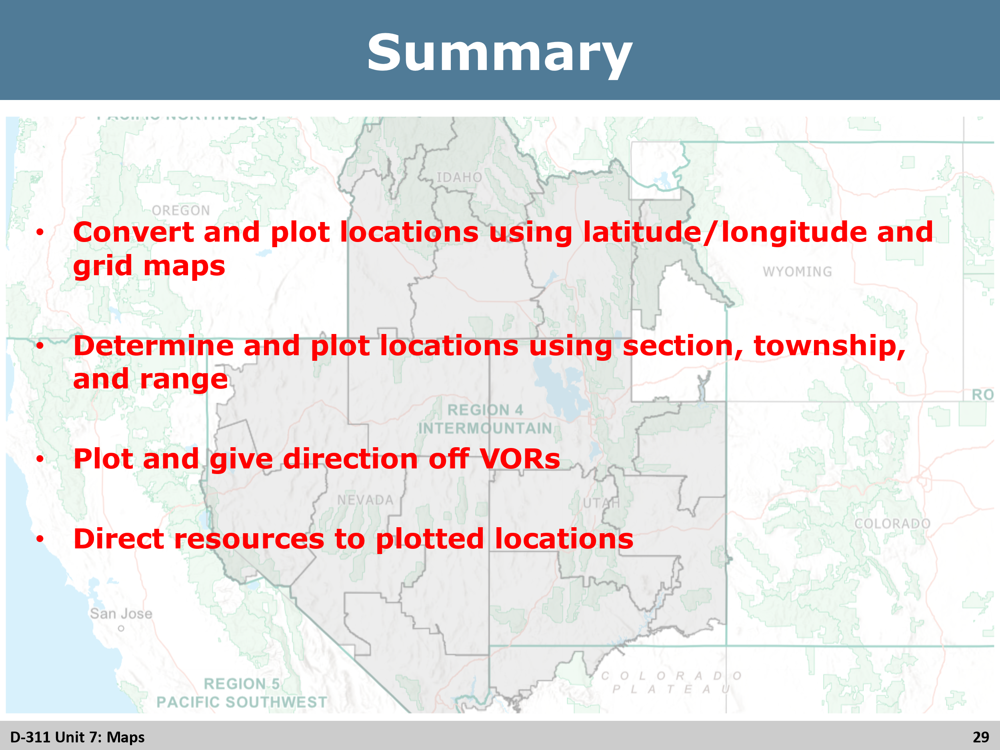 Summary
PACIFIC NORTHWEST
IDAHO
OREGON
• Convert and plot locations using latitude/longitude and
grid maps
WYOMING
• Determine and plot locations using section, township,
and range
RO
REGION 4
INTERMOUNTAIN
• Plot and give direction off VORs
NEVADA
UTAH
COLORADO
• Direct resources to plotted locations
San Jose
COLORADO
PLATEAU
REGION 5
PACIFIC SOUTHWEST
D-311 Unit 7: Maps
29